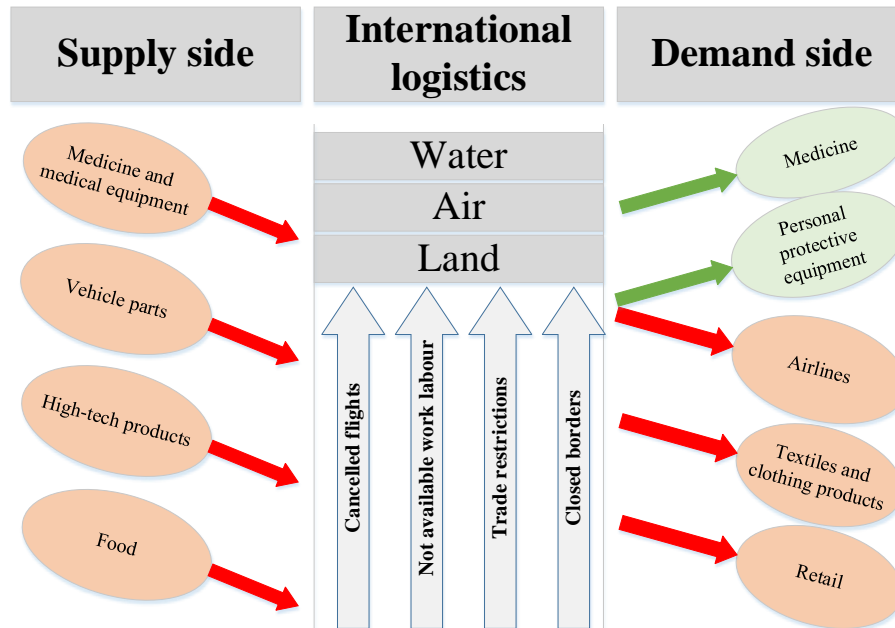 Supply side
International
logistics
Demand side
Medicine and
medical equipment
Vehicle parts
High-tech products
Food
Water
Air
Land
Cancelled flights
Not available work labour
Trade restrictions
Closed borders
Medicine
Personal
protective
equipment
Airlines
Textiles and
clothing products
Retail